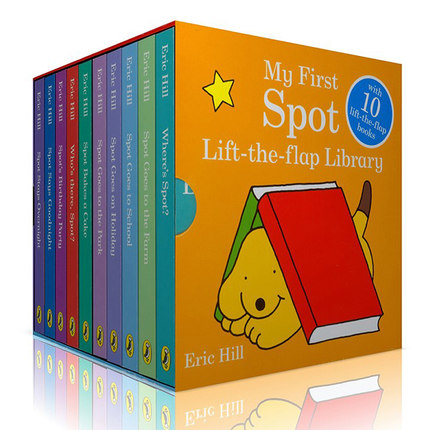 My First
Spot
Lift-the-flap Library
with
10
lift-the-flap
books
Eric Hill
Eric Hill Spot Stays Overnight
Eric Hill Spot Says Goodnight
Eric Hill Spot's Birthday Party
Eric Hill Who's there, Spot?
Eric Hill Spot Bakes a Cake
Eric Hill Spot Goes to the Park
Eric Hill Spot Goes on Holiday
Eric Hill Spot Goes to School
Eric Hill Spot Goes to the Farm
Eric Hill Where's Spot?